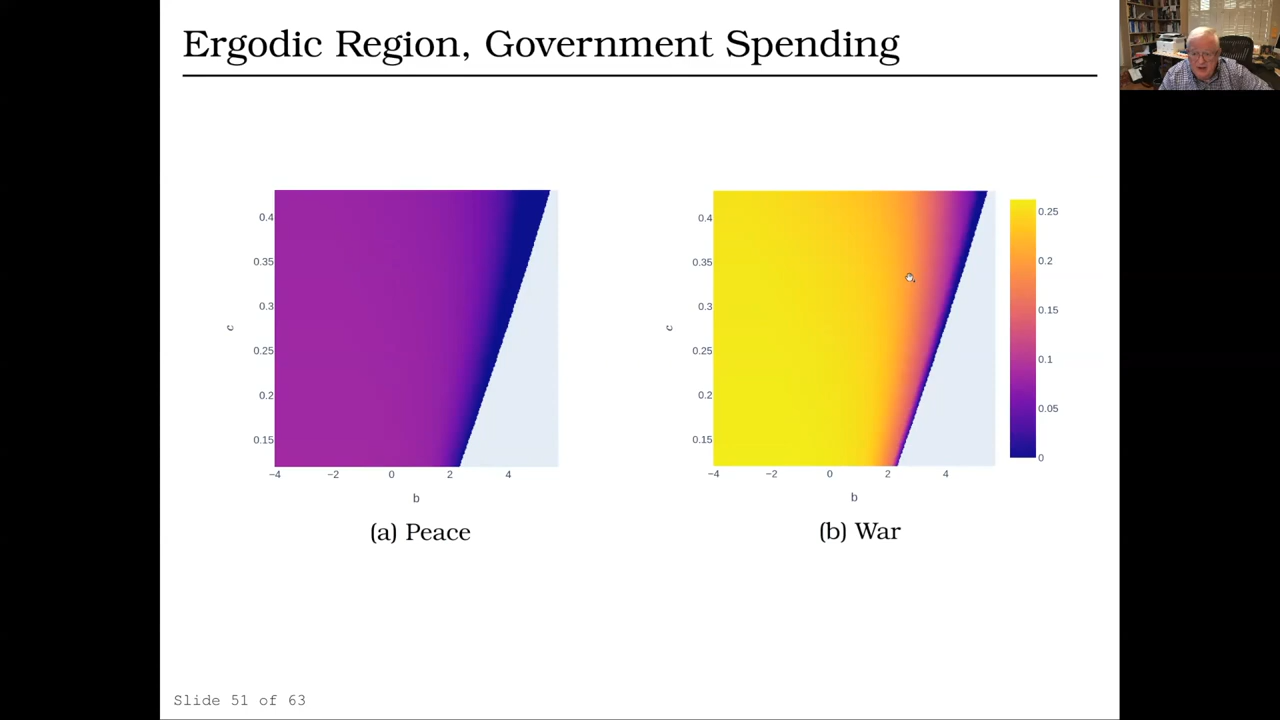 Ergodic Region, Government Spending
0.4
0.35
0.3
0.25
0.2
0.15
c
−4 −2 0 2 4
b
(a) Peace
0.4
0.35
0.3
0.25
0.2
0.15
c
−4 −2 0 2 4
b
(b) War
0.25
0.2
0.15
0.1
0.05
0
Slide 51 of 63